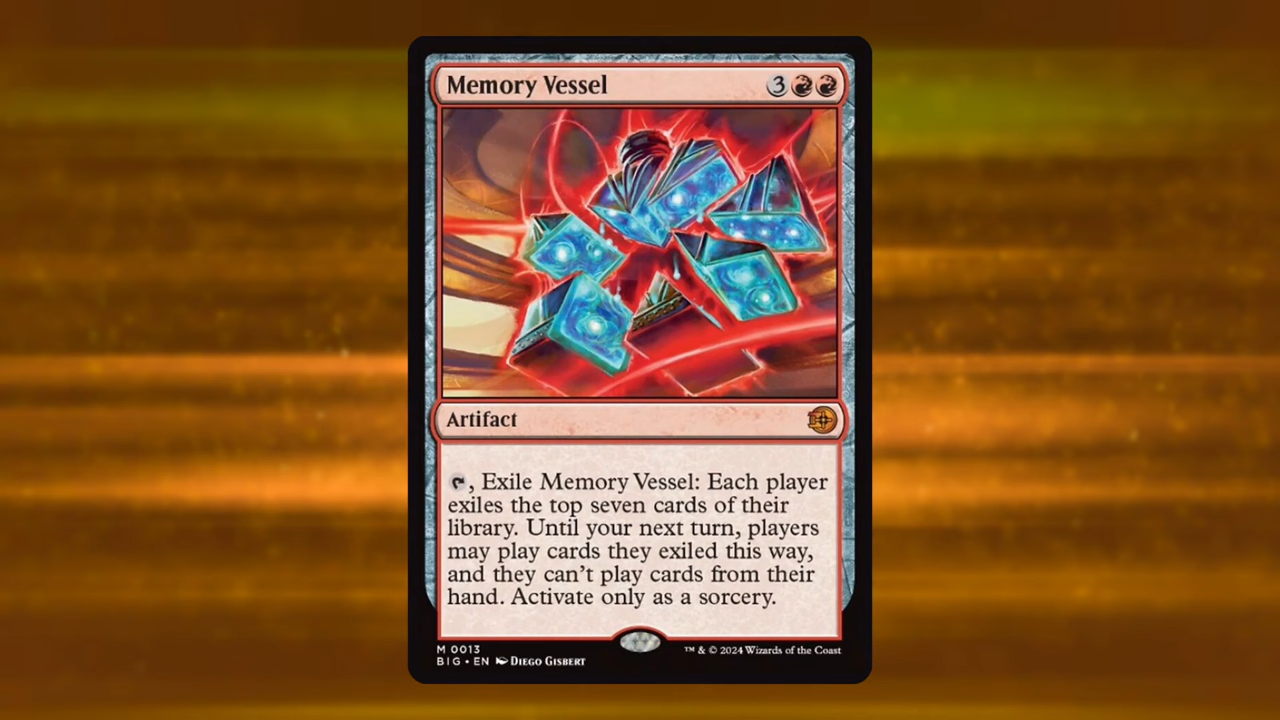 Memory Vessel 3
Artifact
, Exile Memory Vessel: Each player
exiles the top seven cards of their
library. Until your next turn, players
may play cards they exiled this way,
and they can't play cards from their
hand. Activate only as a sorcery.
M 0013
BIG • EN DIEGO GISBERT
™ & © 2024 Wizards of the Coast